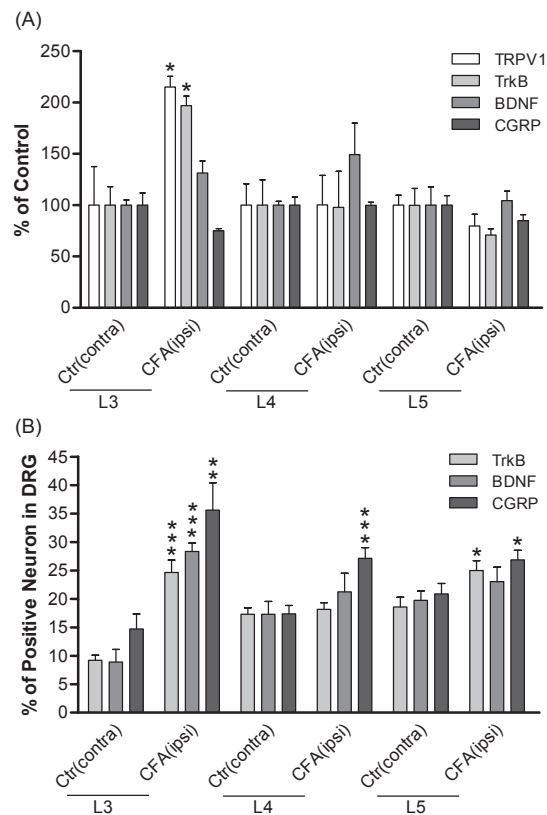 (A)
250
200
150
100
50
0
% of Control
* *
TRPV1
TrkB
BDNF
CGRP
Ctr(contra)
CFA(ipsi)
Ctr(contra)
CFA(ipsi)
Ctr(contra)
CFA(ipsi)
L3
L4
L5
(B)
45
40
35
30
25
20
15
10
5
0
% of Positive Neuron in DRG
***
***
**
***
*
*
TrkB
BDNF
CGRP
Ctr(contra)
CFA(ipsi)
Ctr(contra)
CFA(ipsi)
Ctr(contra)
CFA(ipsi)
L3
L4
L5